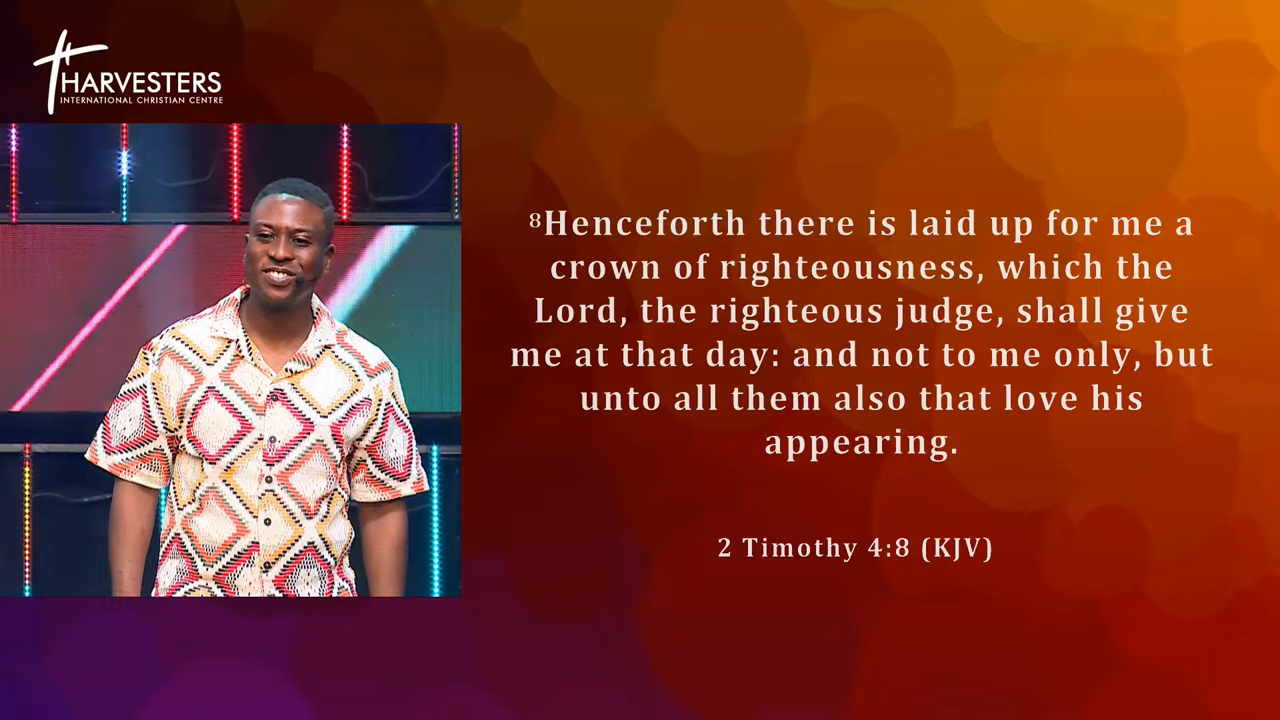 HARVESTERS
INTERNATIONAL CHRISTIAN CENTRE
⁸Henceforth there is laid up for me a
crown of righteousness, which the
Lord, the righteous judge, shall give
me at that day: and not to me only, but
unto all them also that love his
appearing.
2 Timothy 4:8 (KJV)